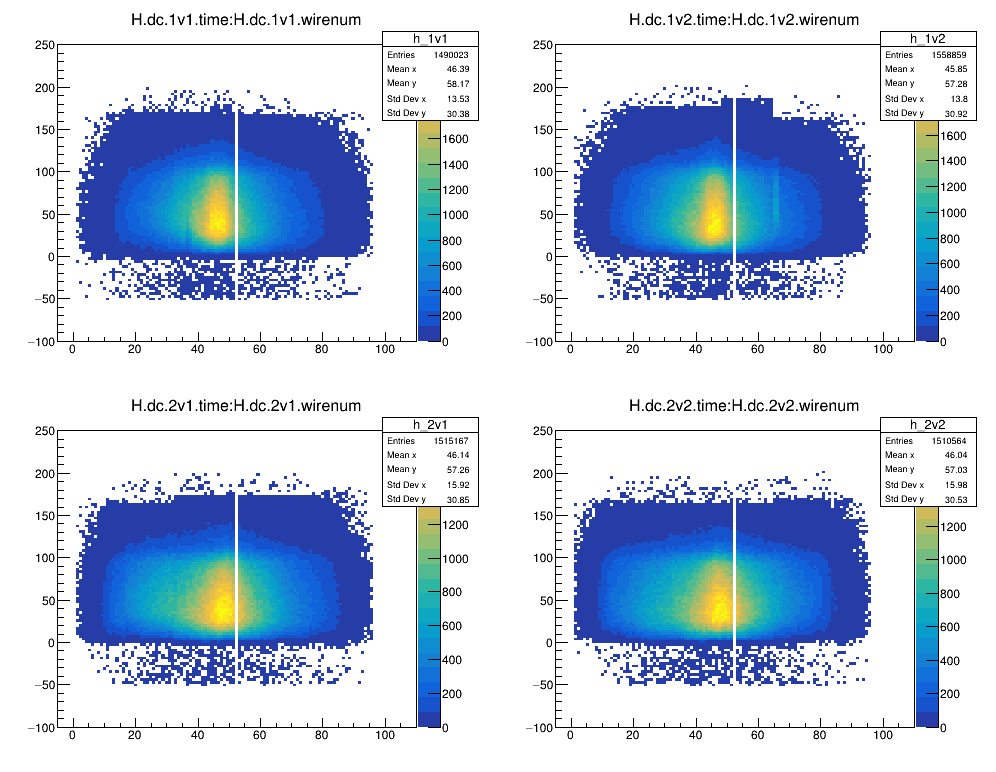 H.dc.1v1.time:H.dc.1v1.wirenum
h_1v1
Entries 1490023
Mean x 46.39
Mean y 58.17
Std Dev x 13.53
Std Dev y 30.38
250
200
150
100
50
0
−50
−100
0 20 40 60 80 100
1600
1400
1200
1000
800
600
400
200
0
H.dc.1v2.time:H.dc.1v2.wirenum
h_1v2
Entries 1558859
Mean x 45.85
Mean y 57.28
Std Dev x 13.8
Std Dev y 30.92
250
200
150
100
50
0
−50
−100
0 20 40 60 80 100
1600
1400
1200
1000
800
600
400
200
0
H.dc.2v1.time:H.dc.2v1.wirenum
h_2v1
Entries 1515167
Mean x 46.14
Mean y 57.26
Std Dev x 15.92
Std Dev y 30.85
250
200
150
100
50
0
−50
−100
0 20 40 60 80 100
1200
1000
800
600
400
200
0
H.dc.2v2.time:H.dc.2v2.wirenum
h_2v2
Entries 1510564
Mean x 46.04
Mean y 57.03
Std Dev x 15.98
Std Dev y 30.53
250
200
150
100
50
0
−50
−100
0 20 40 60 80 100
1200
1000
800
600
400
200
0